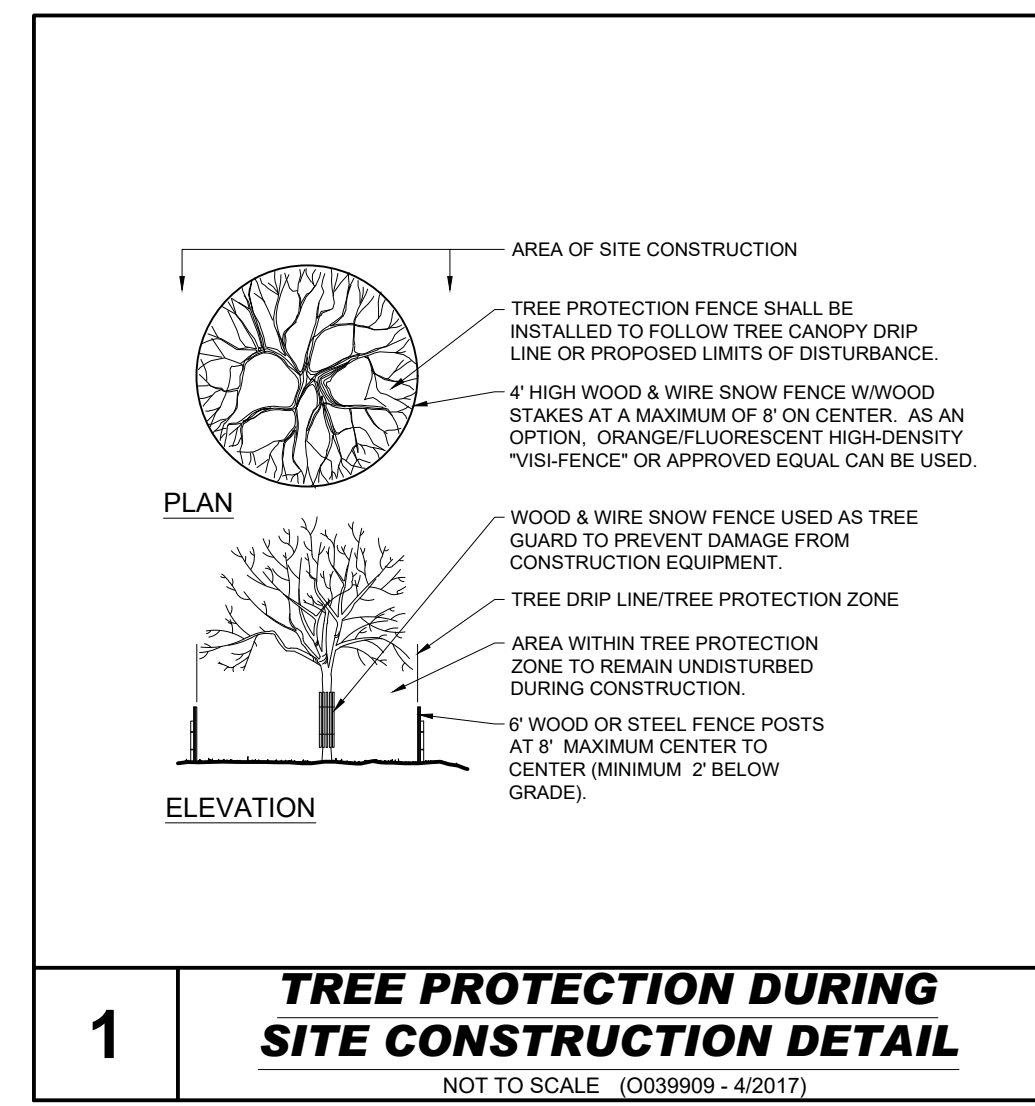 AREA OF SITE CONSTRUCTION
TREE PROTECTION FENCE SHALL BE
INSTALLED TO FOLLOW TREE CANOPY DRIP
LINE OR PROPOSED LIMITS OF DISTURBANCE.
4' HIGH WOOD & WIRE SNOW FENCE W/WOOD
STAKES AT A MAXIMUM OF 8' ON CENTER. AS AN
OPTION, ORANGE/FLUORESCENT HIGH-DENSITY
"VISI-FENCE" OR APPROVED EQUAL CAN BE USED.
PLAN
WOOD & WIRE SNOW FENCE USED AS TREE
GUARD TO PREVENT DAMAGE FROM
CONSTRUCTION EQUIPMENT.
TREE DRIP LINE/TREE PROTECTION ZONE
AREA WITHIN TREE PROTECTION
ZONE TO REMAIN UNDISTURBED
DURING CONSTRUCTION.
6' WOOD OR STEEL FENCE POSTS
AT 8' MAXIMUM CENTER TO
CENTER (MINIMUM 2' BELOW
GRADE).
ELEVATION
1
TREE PROTECTION DURING
SITE CONSTRUCTION DETAIL
NOT TO SCALE (O039909 - 4/2017)